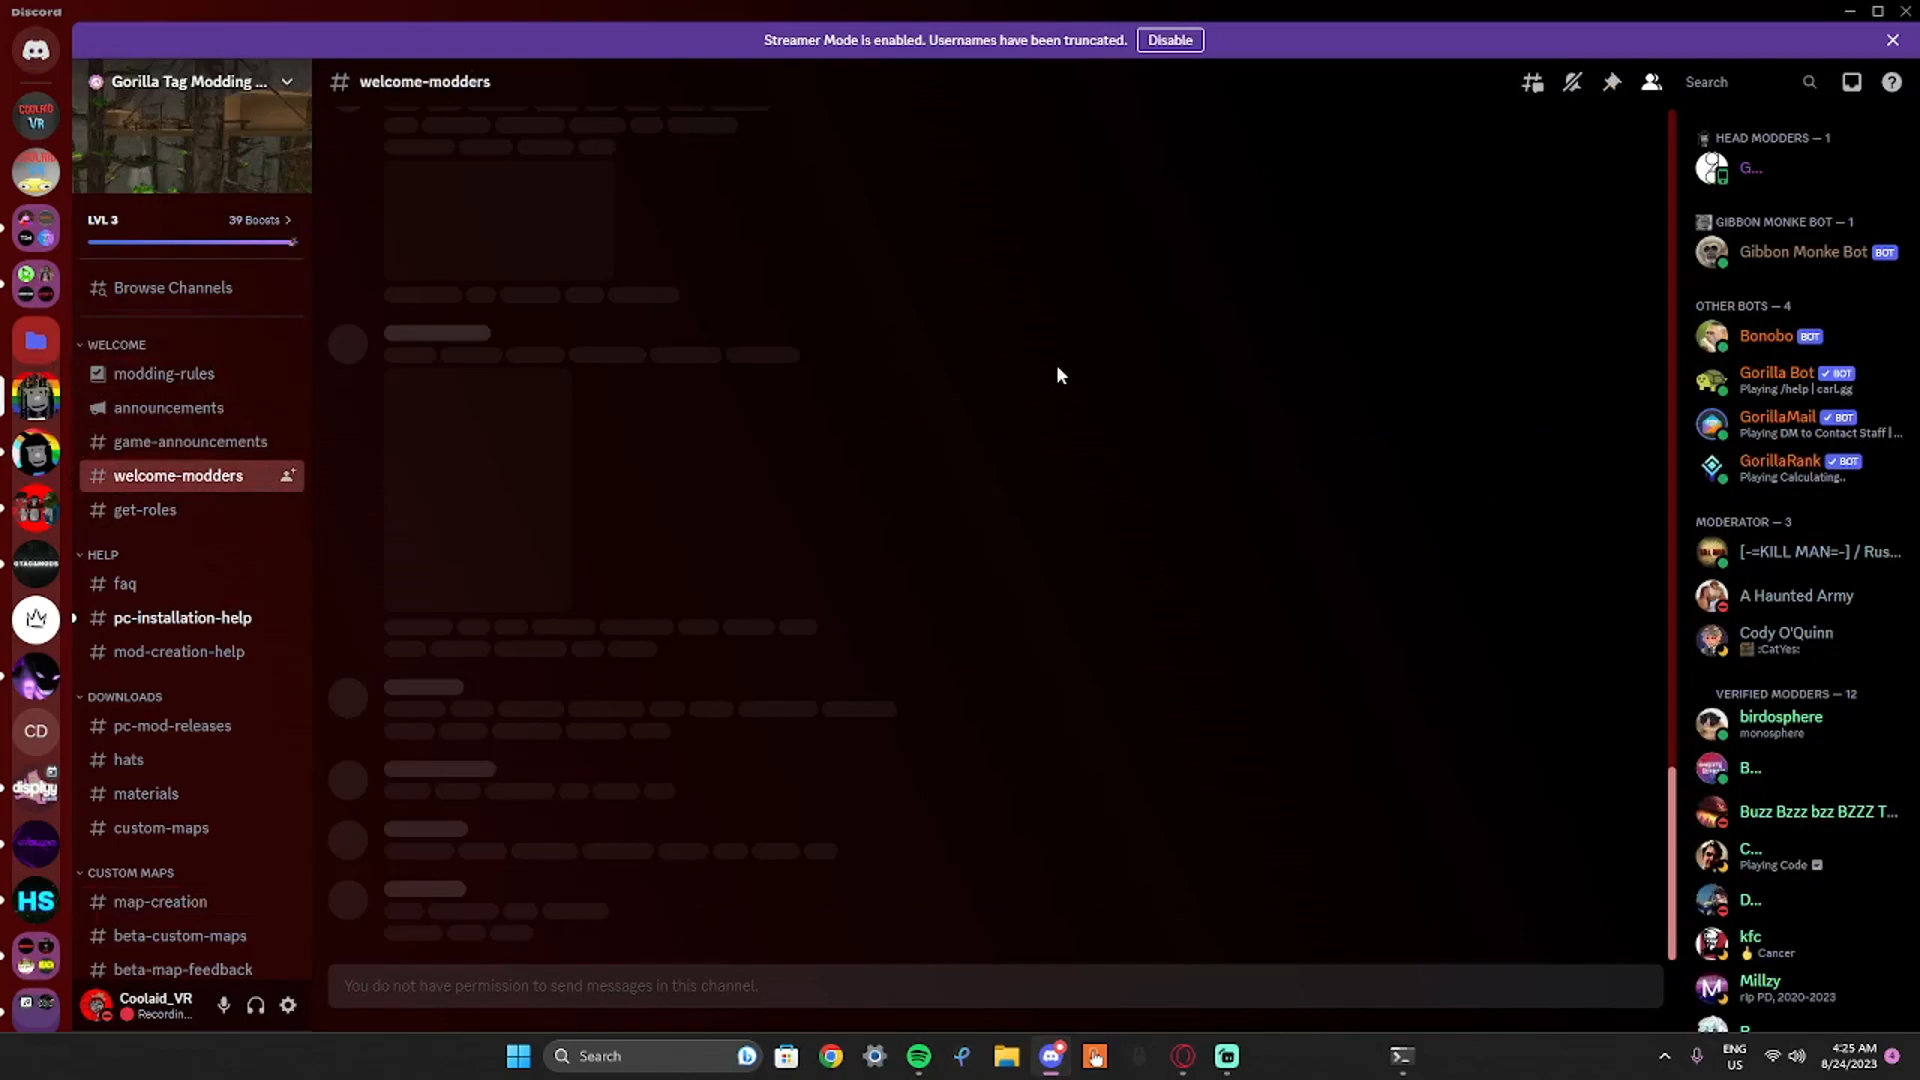 Discord
Streamer Mode is enabled. Usernames have been truncated.
Disable
Gorilla Tag Modding ...
welcome-modders
Search
LVL 3
39 Boosts
Browse Channels
WELCOME
modding-rules
announcements
game-announcements
welcome-modders
get-roles
HELP
faq
pc-installation-help
mod-creation-help
DOWNLOADS
pc-mod-releases
hats
materials
custom-maps
CUSTOM MAPS
map-creation
beta-custom-maps
beta-map-feedback
Coolaid_VR
Recordin...
COOLAID
VR
CD
displyy
HS
You do not have permission to send messages in this channel.
HEAD MODDERS — 1
G...
GIBBON MONKE BOT — 1
Gibbon Monke Bot BOT
OTHER BOTS — 4
Bonobo BOT
Gorilla Bot ✓ BOT
Playing /help | carl.gg
GorillaMail ✓ BOT
Playing DM to Contact Staff | ...
GorillaRank ✓ BOT
Playing Calculating..
MODERATOR — 3
[-=KILL MAN=-] / Rus...
A Haunted Army
Cody O'Quinn
:CatYes:
VERIFIED MODDERS — 12
birdosphere
monosphere
B...
Buzz Bzzz bzz BZZZ T...
C...
Playing Code
D...
kfc
Cancer
Millzy
rip PD, 2020-2023
Search
ENG
US
4:25 AM
8/24/2023
4